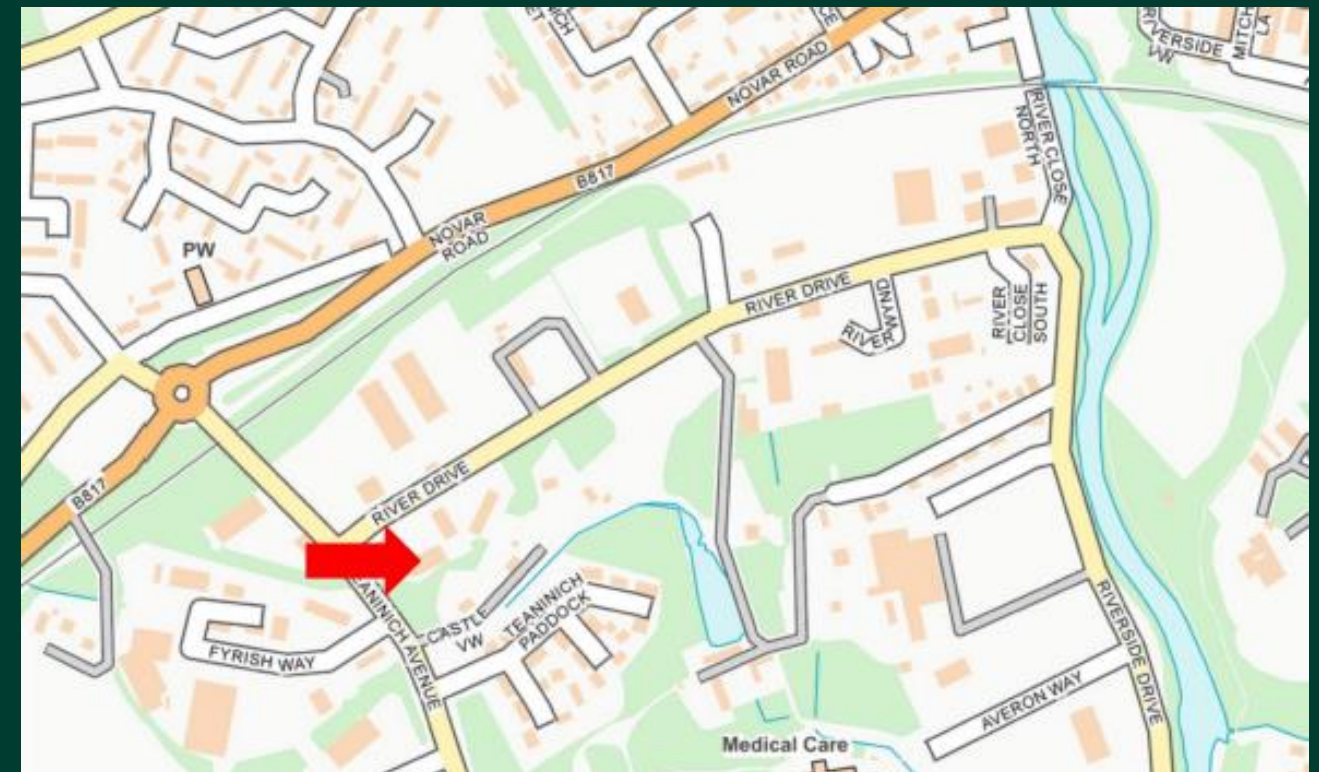 RIVERSIDE
VW
MITCH
LA
NOVAR ROAD
B817
RIVER CLOSE
NORTH
PW
NOVAR
ROAD
RIVER DRIVE
RIVER
WYND
RIVER
CLOSE
SOUTH
B817
RIVER DRIVE
EANINICH AVENUE
CASTLE
VW
TEANINICH
PADDOCK
FYRISH WAY
RIVERSIDE DRIVE
AVERON WAY
Medical Care